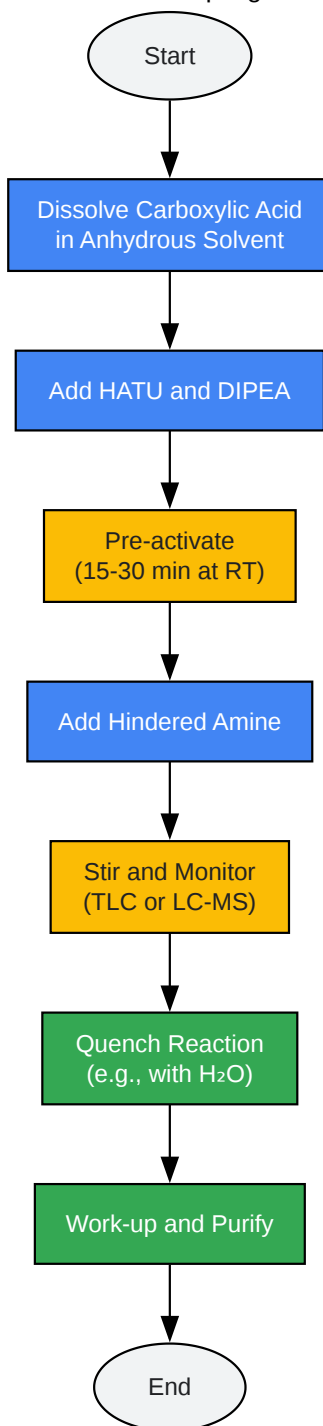 Start
Dissolve Carboxylic Acid
in Anhydrous Solvent
Add HATU and DIPEA
Pre-activate
(15-30 min at RT)
Add Hindered Amine
Stir and Monitor
(TLC or LC-MS)
Quench Reaction
(e.g., with H₂O)
Work-up and Purify
End